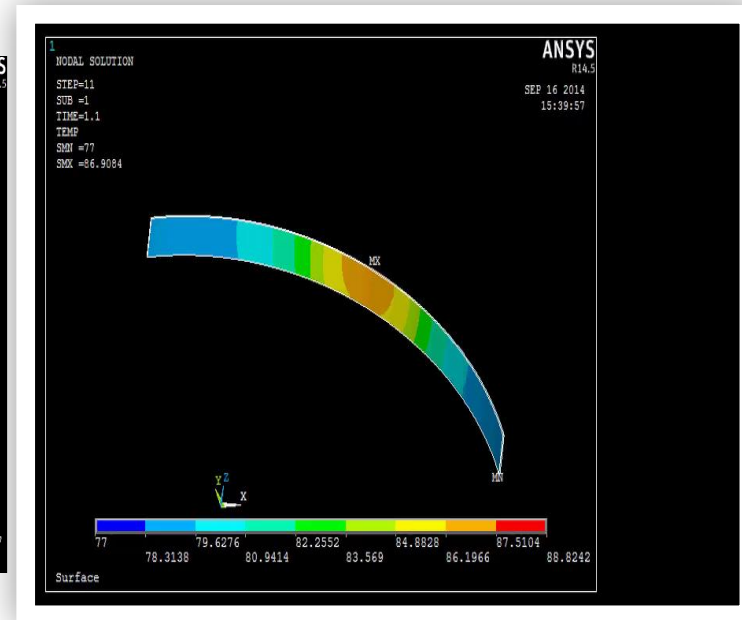 1
NODAL SOLUTION
STEP=11
SUB =1
TIME=1.1
TEMP
SMN =77
SMX =86.9084
ANSYS
R14.5
SEP 16 2014
15:39:57
MX
MN
Y Z
X
77 79.6276 82.2552 84.8828 87.5104
78.3138 80.9414 83.569 86.1966 88.8242
Surface